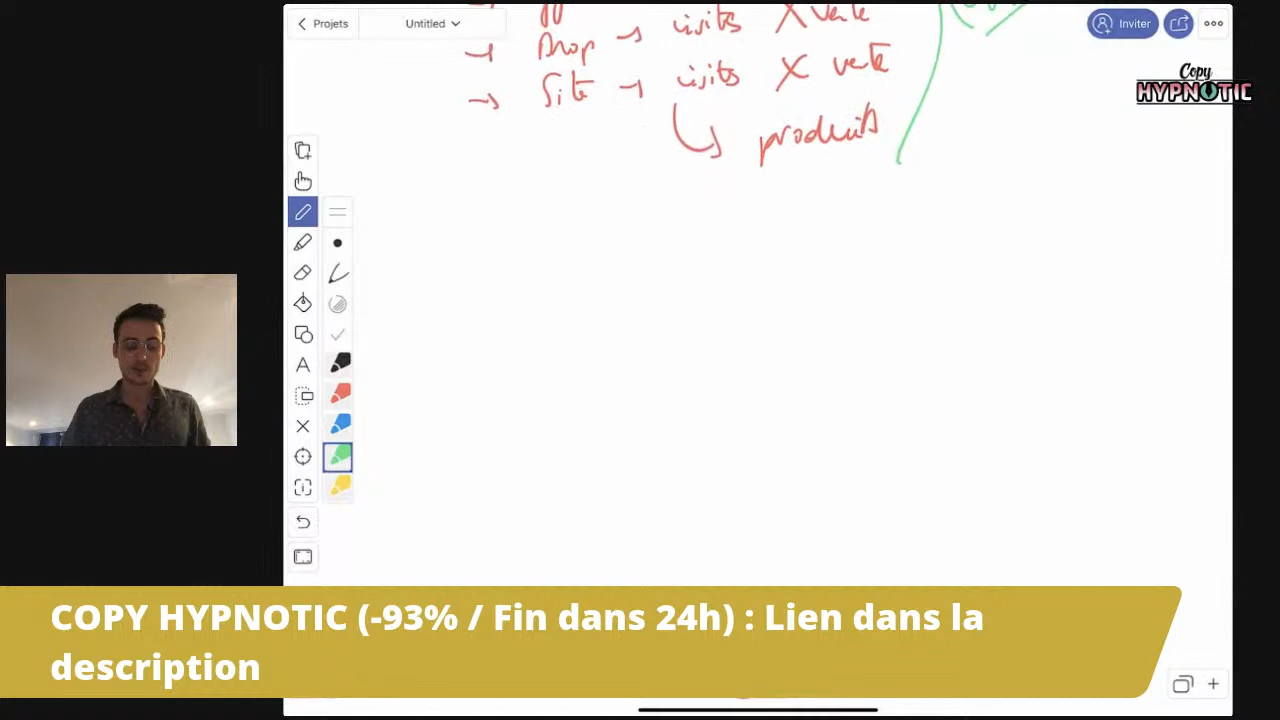 Projets
Untitled
Inviter
Drop → visits X vente
Site → visits X vente
produits
Copy
HYPNOTIC
A
COPY HYPNOTIC (-93% / Fin dans 24h) : Lien dans la
description